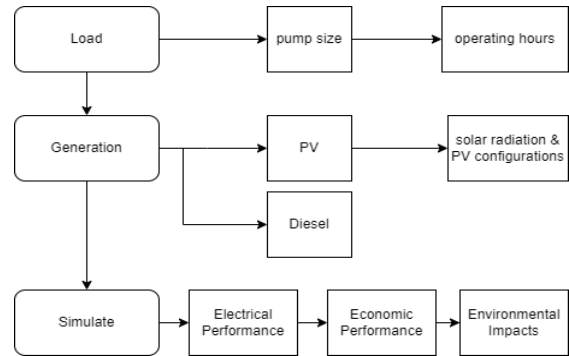 Load
pump size
operating hours
Generation
PV
solar radiation &
PV configurations
Diesel
Simulate
Electrical
Performance
Economic
Performance
Environmental
Impacts